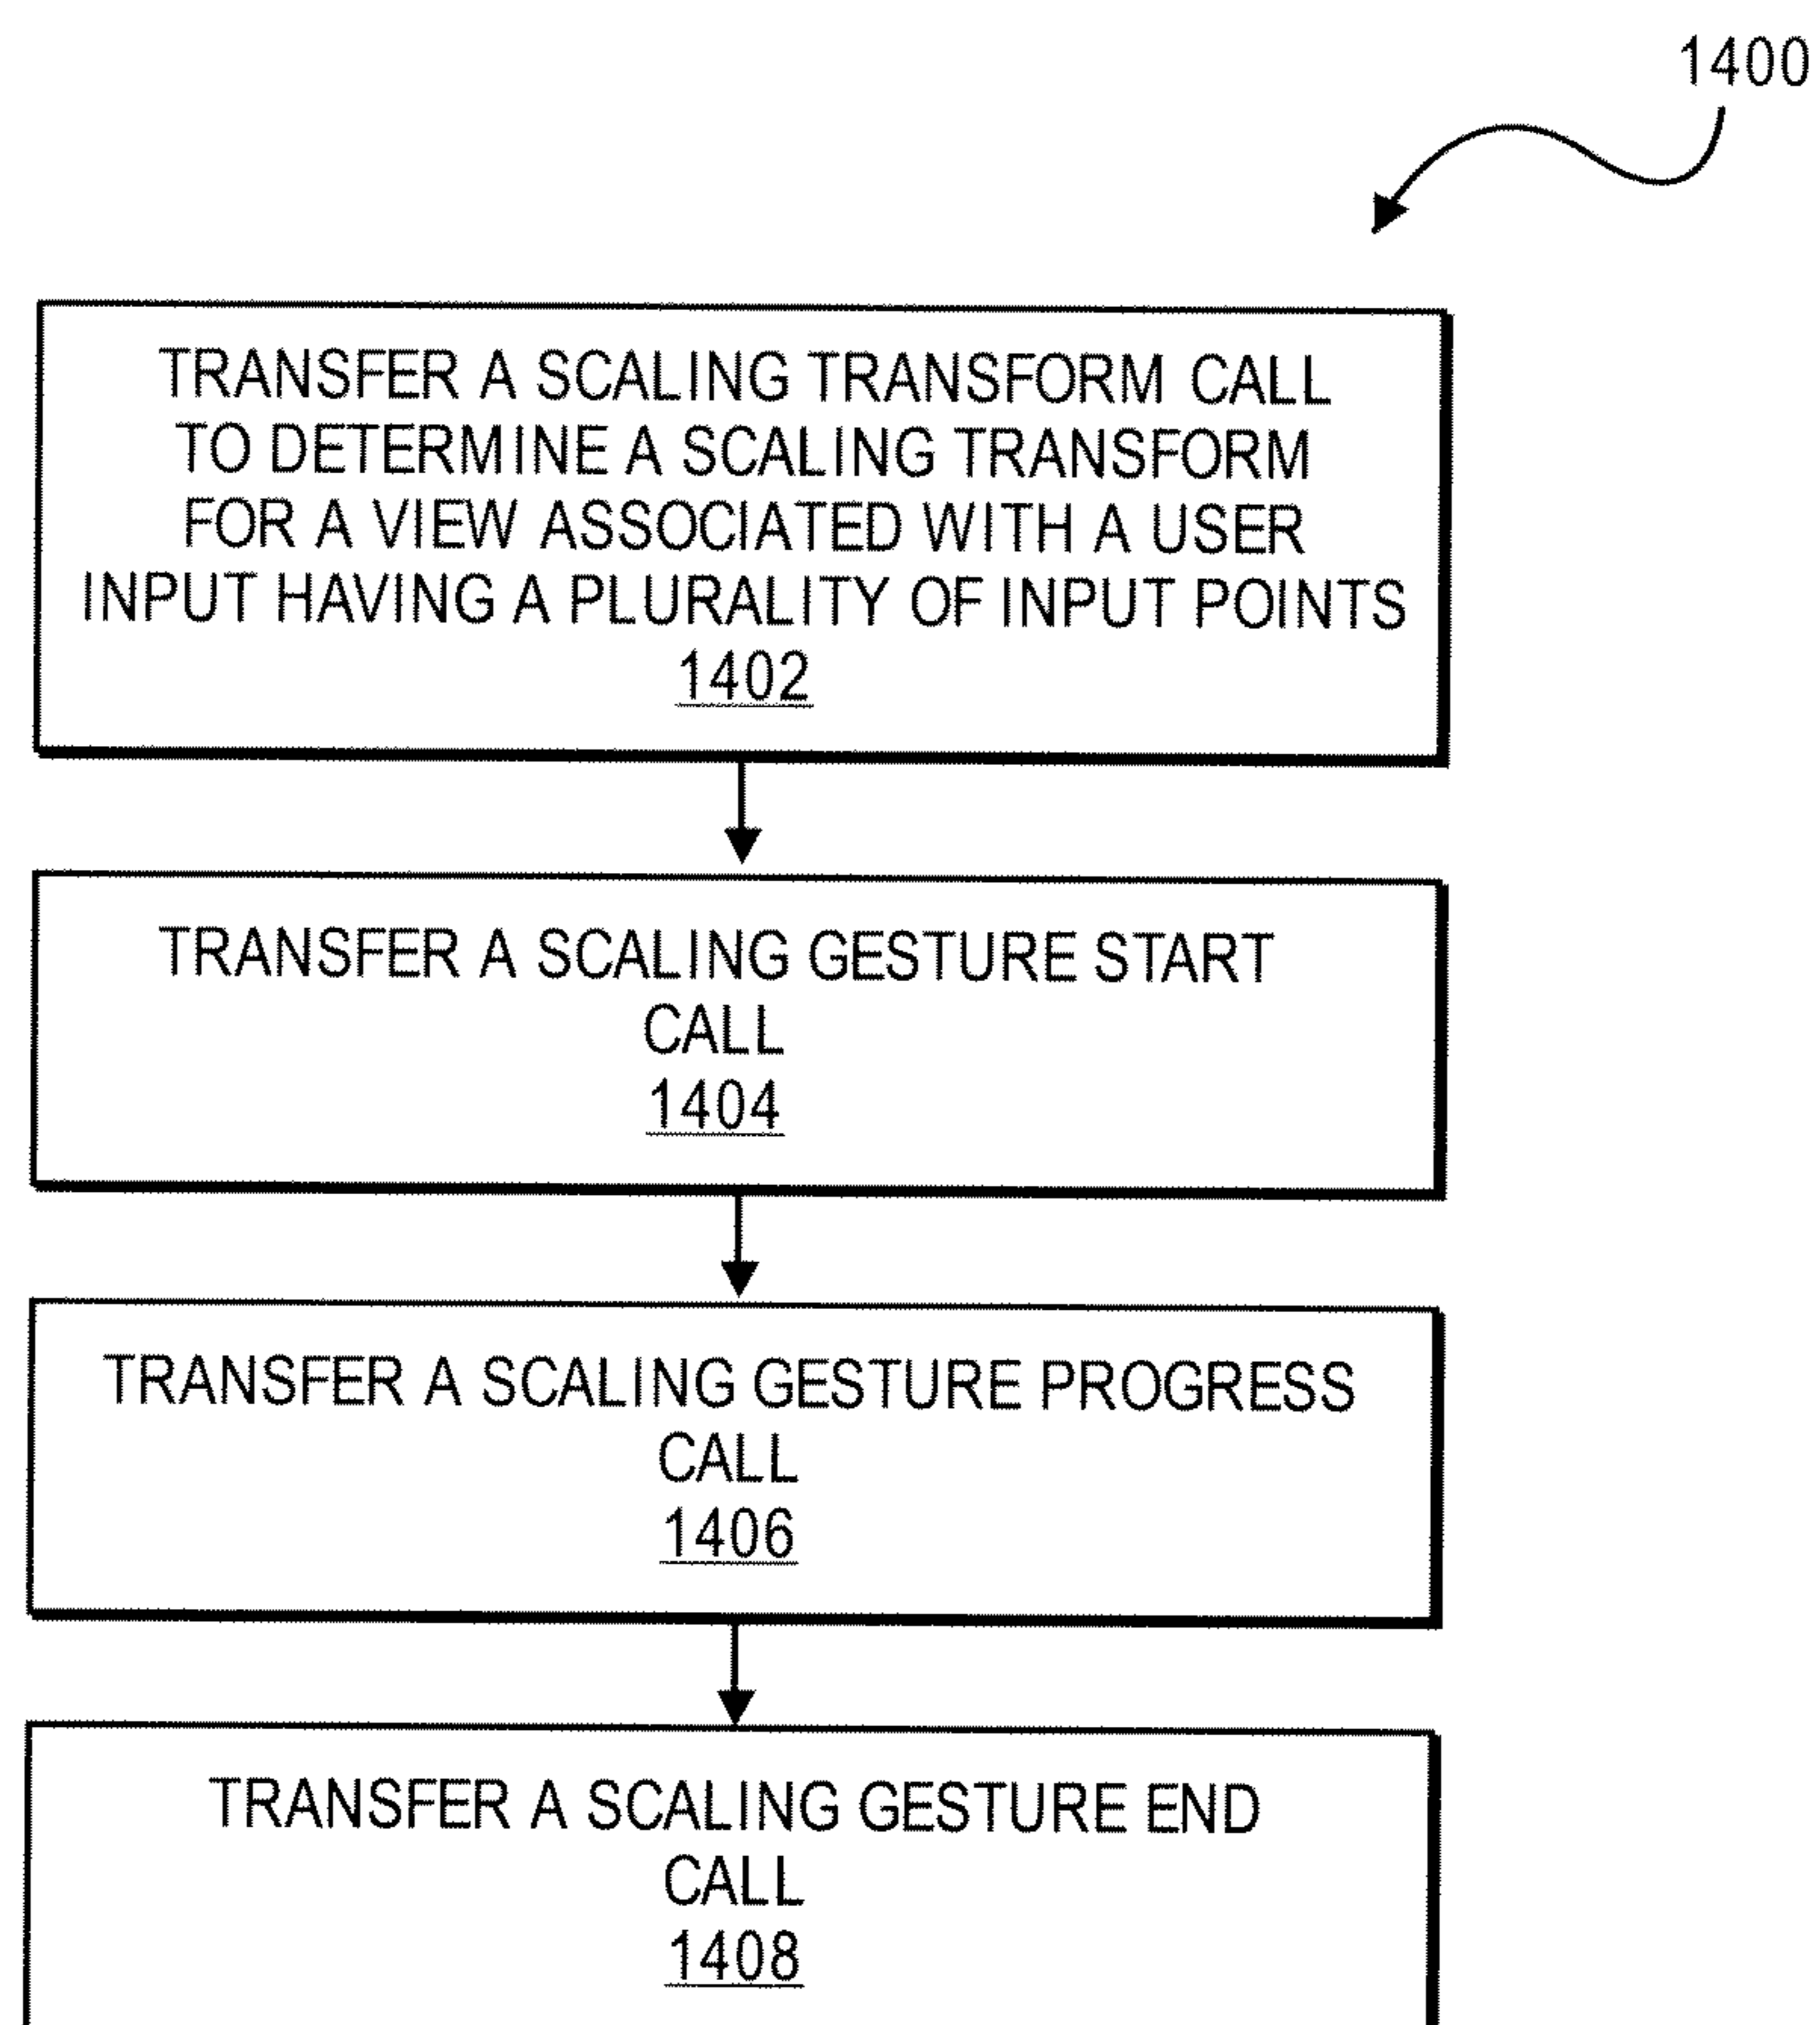 1400
TRANSFER A SCALING TRANSFORM CALL
TO DETERMINE A SCALING TRANSFORM
FOR A VIEW ASSOCIATED WITH A USER
INPUT HAVING A PLURALITY OF INPUT POINTS
1402
TRANSFER A SCALING GESTURE START
CALL
1404
TRANSFER A SCALING GESTURE PROGRESS
CALL
1406
TRANSFER A SCALING GESTURE END
CALL
1408